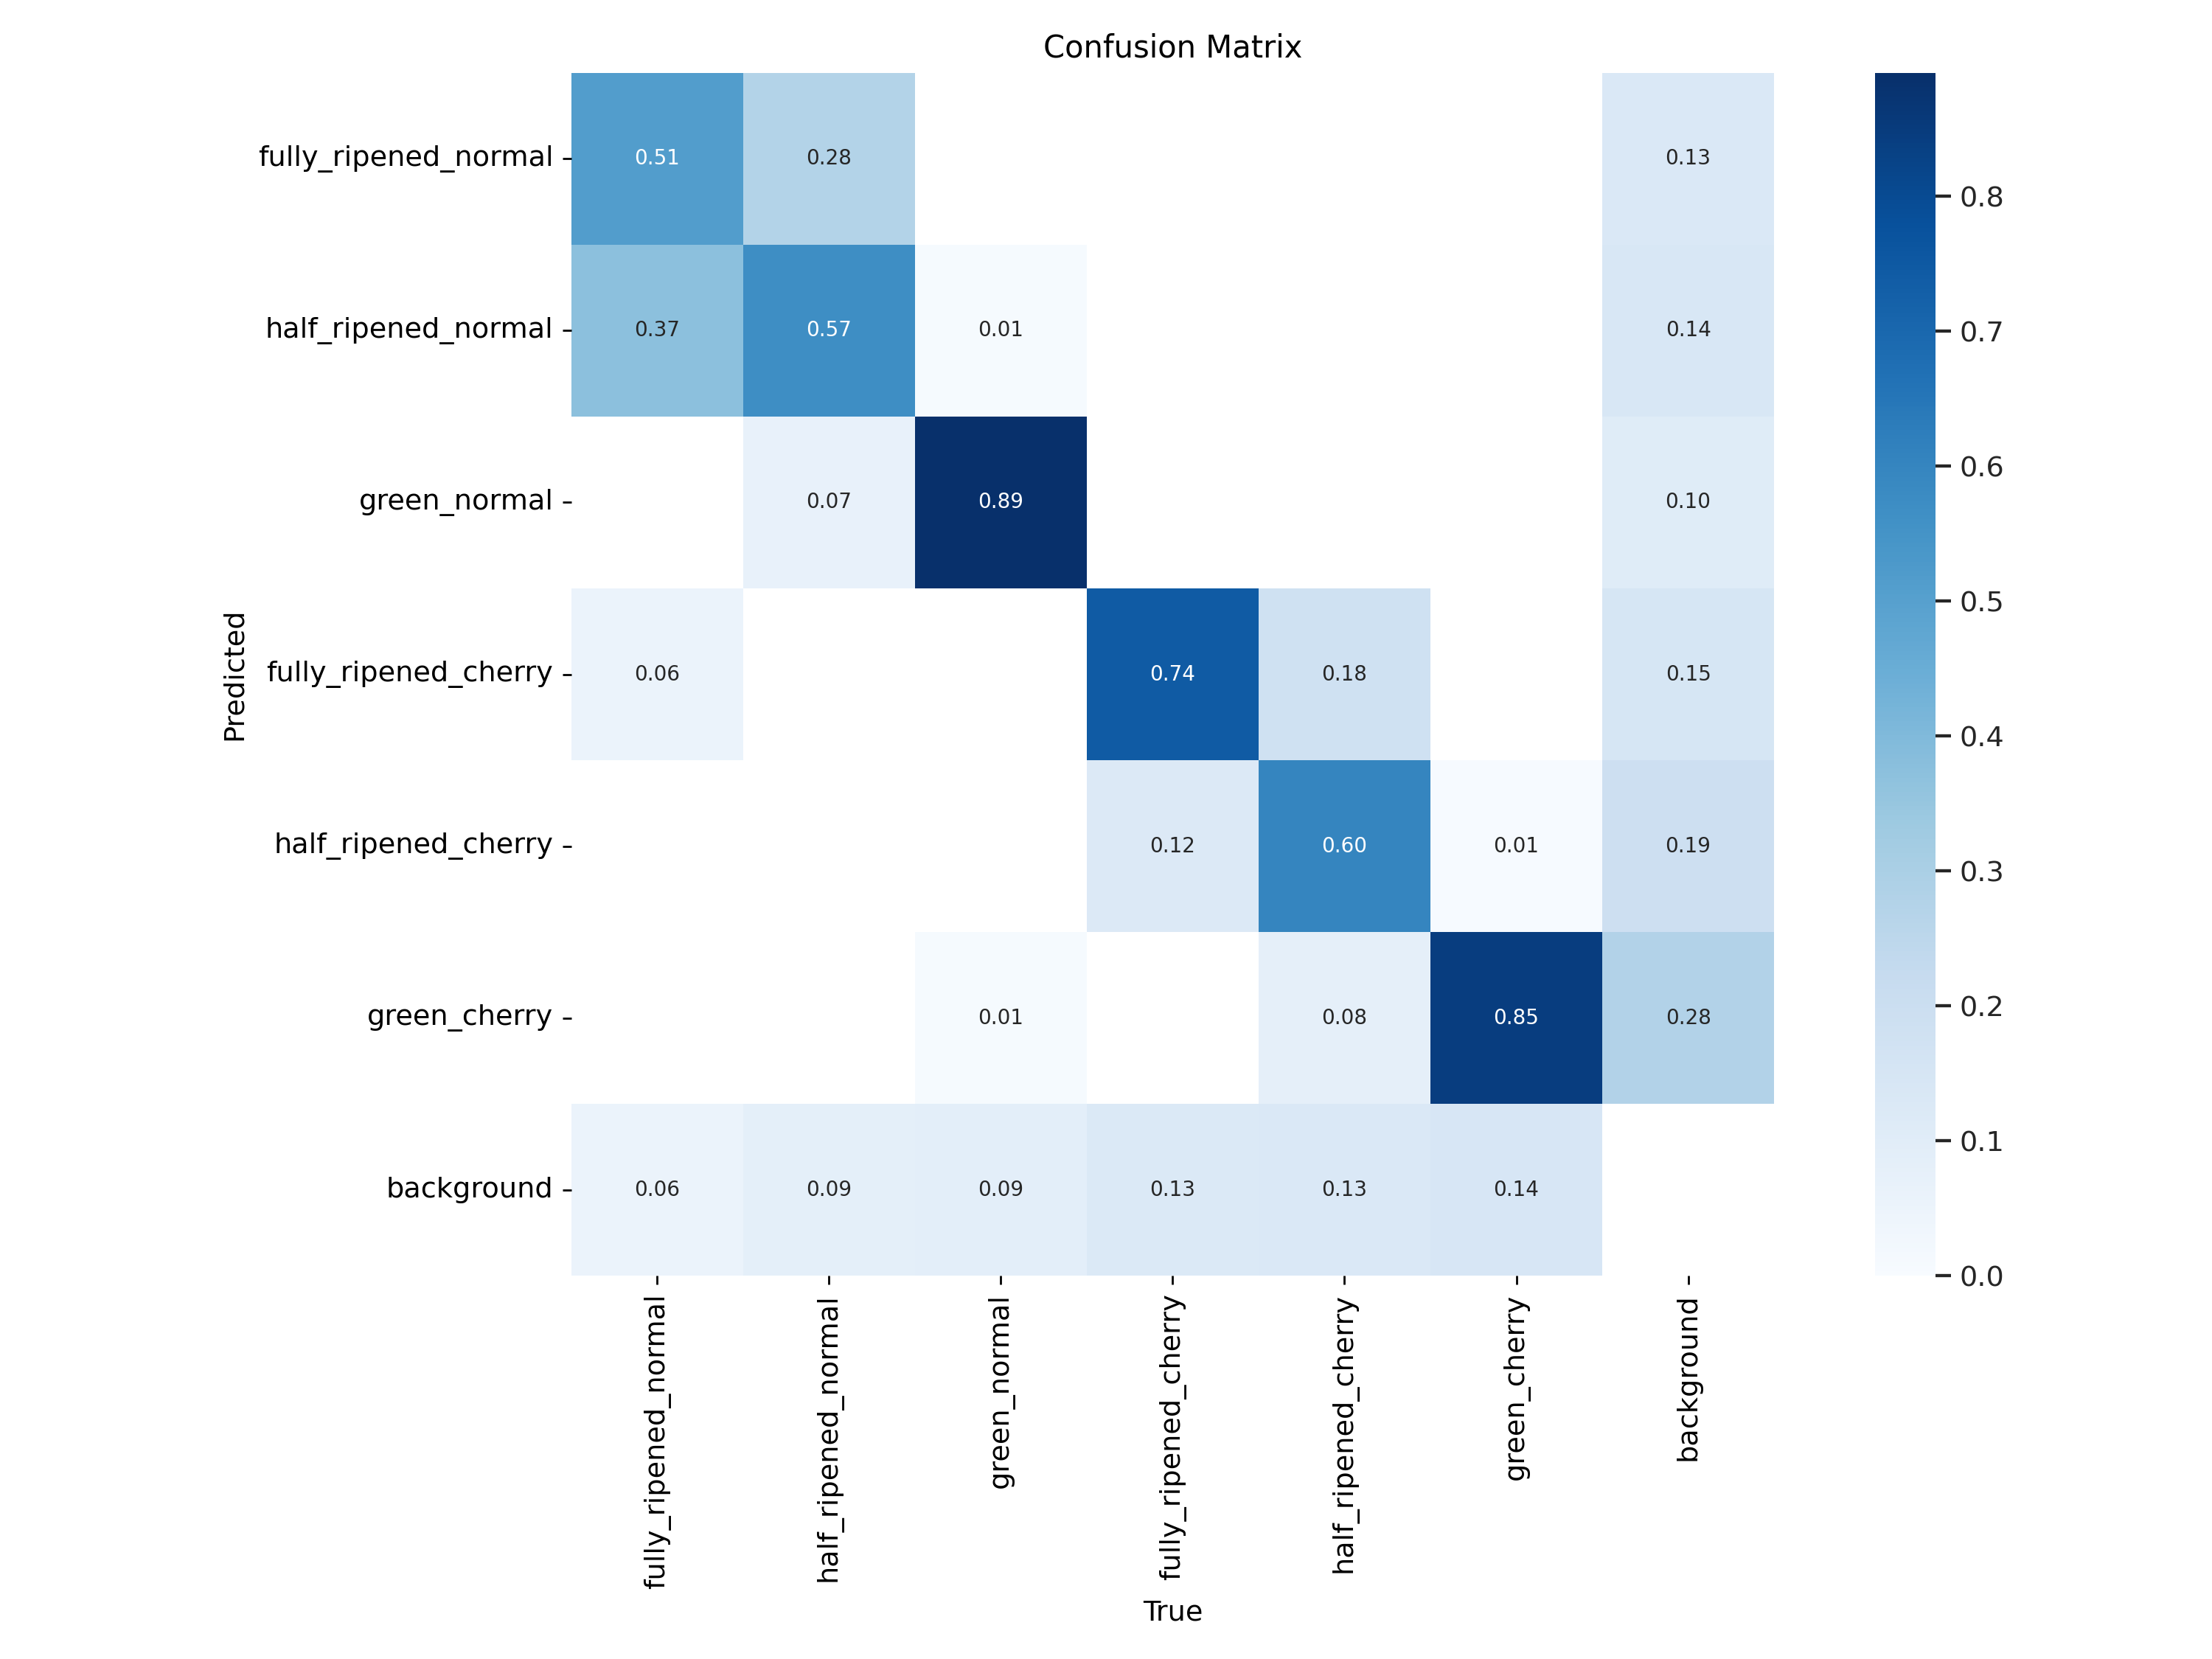 Confusion Matrix
fully_ripened_normal 0.51 0.28 0.13
half_ripened_normal 0.37 0.57 0.01 0.14
green_normal 0.07 0.89 0.10
fully_ripened_cherry 0.06 0.74 0.18 0.15
half_ripened_cherry 0.12 0.60 0.01 0.19
green_cherry 0.01 0.08 0.85 0.28
background 0.06 0.09 0.09 0.13 0.13 0.14
Predicted
fully_ripened_normal
half_ripened_normal
green_normal
fully_ripened_cherry
half_ripened_cherry
green_cherry
background
True
0.8
0.7
0.6
0.5
0.4
0.3
0.2
0.1
0.0